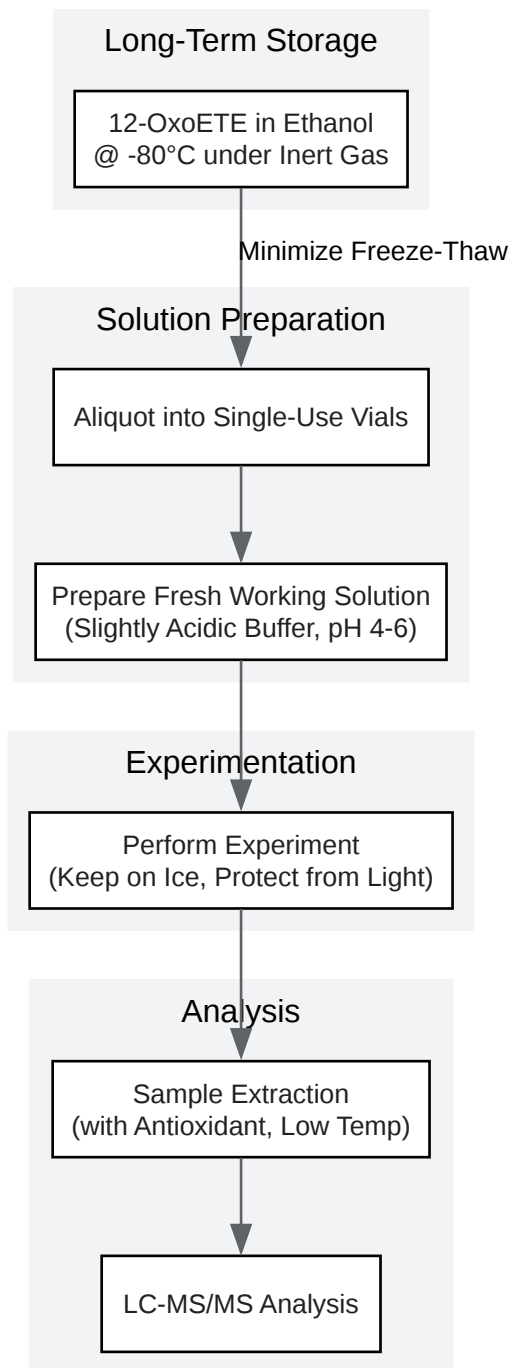 Long-Term Storage
12-OxoETE in Ethanol
@ -80°C under Inert Gas
Minimize Freeze-Thaw
Solution Preparation
Aliquot into Single-Use Vials
Prepare Fresh Working Solution
(Slightly Acidic Buffer, pH 4-6)
Experimentation
Perform Experiment
(Keep on Ice, Protect from Light)
Analysis
Sample Extraction
(with Antioxidant, Low Temp)
LC-MS/MS Analysis